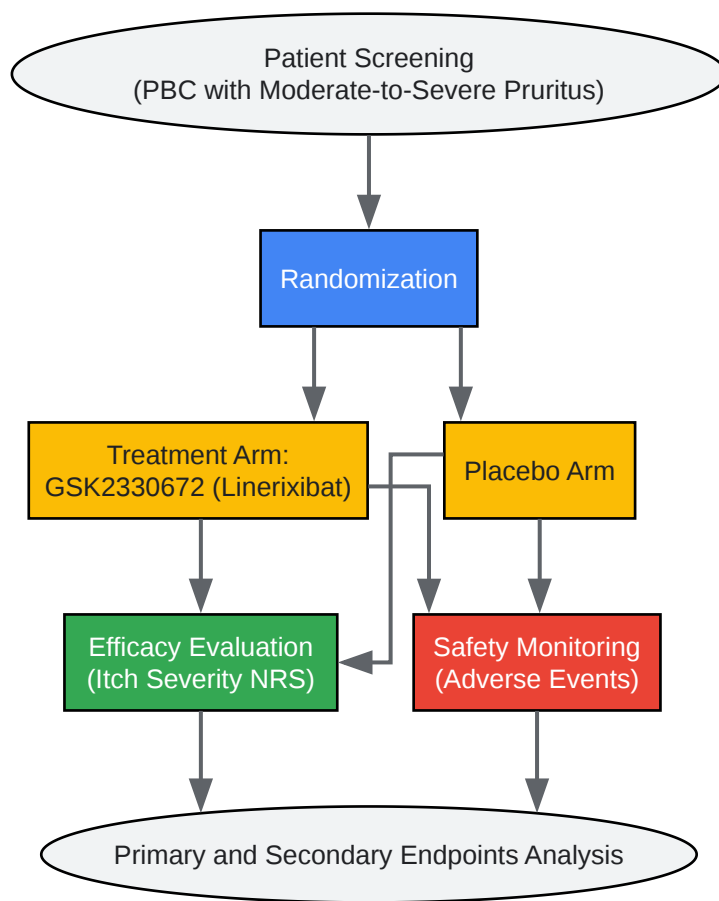 Patient Screening
(PBC with Moderate-to-Severe Pruritus)
Randomization
Treatment Arm:
GSK2330672 (Linerixibat)
Placebo Arm
Efficacy Evaluation
(Itch Severity NRS)
Safety Monitoring
(Adverse Events)
Primary and Secondary Endpoints Analysis